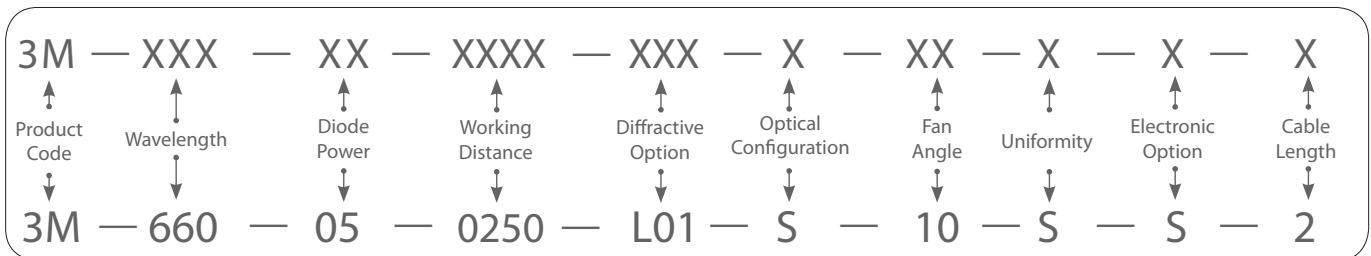 3M — XXX — XX — XXXX — XXX — X — XX — X — X — X
Product Code Wavelength Diode Power Working Distance Diffractive Option Optical Configuration Fan Angle Uniformity Electronic Option Cable Length
3M — 660 — 05 — 0250 — L01 — S — 10 — S — S — 2